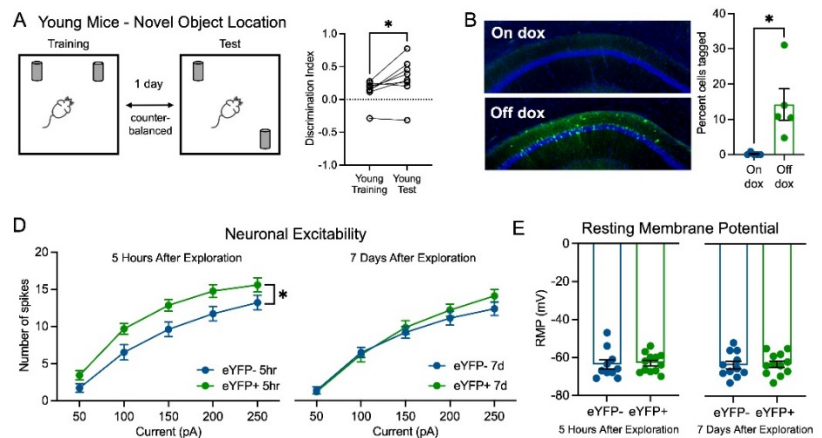 A Young Mice - Novel Object Location
Training
Test
1 day
counter-
balanced
Discrimination Index
1.0
0.5
0.0
0.5
-1.0
*
Young
Training
Young
Test
B
On dox
Off dox
Percent cells tagged
40
30
20
10
0
*
On
dox
Off
dox
D Neuronal Excitability
5 Hours After Exploration
7 Days After Exploration
Number of spikes
20
15
10
5
0
*
eYFP- 5hr
eYFP+ 5hr
50 100 150 200 250
Current (pA)
eYFP- 7d
eYFP+ 7d
50 100 150 200 250
Current (pA)
E Resting Membrane Potential
RMP (mV)
0
-20
-40
-60
-80
eYFP- eYFP+
5 Hours After Exploration
eYFP- eYFP+
7 Days After Exploration